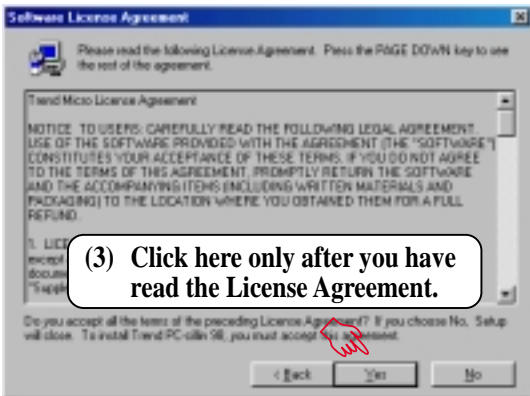 Software License Agreement
Please read the following License Agreement. Press the PAGE DOWN key to see
the rest of the agreement.
Trend Micro License Agreement
NOTICE TO USERS: CAREFULLY READ THE FOLLOWING LEGAL AGREEMENT.
USE OF THE SOFTWARE PROVIDED WITH THE AGREEMENT (THE "SOFTWARE")
CONSTITUTES YOUR ACCEPTANCE OF THESE TERMS. IF YOU DO NOT AGREE
TO THE TERMS OF THIS AGREEMENT, PROMPTLY RETURN THE SOFTWARE
AND THE ACCOMPANYING ITEMS (INCLUDING WRITTEN MATERIALS AND
PACKAGING) TO THE LOCATION WHERE YOU OBTAINED THEM FOR A FULL
REFUND.
1. LICE
except
docume
"Supple
(3) Click here only after you have
read the License Agreement.
Do you accept all the terms of the preceding License Agreement? If you choose No, Setup
will close. To install Trend PC-cillin 98, you must accept this agreement.
< Back
Yes
No